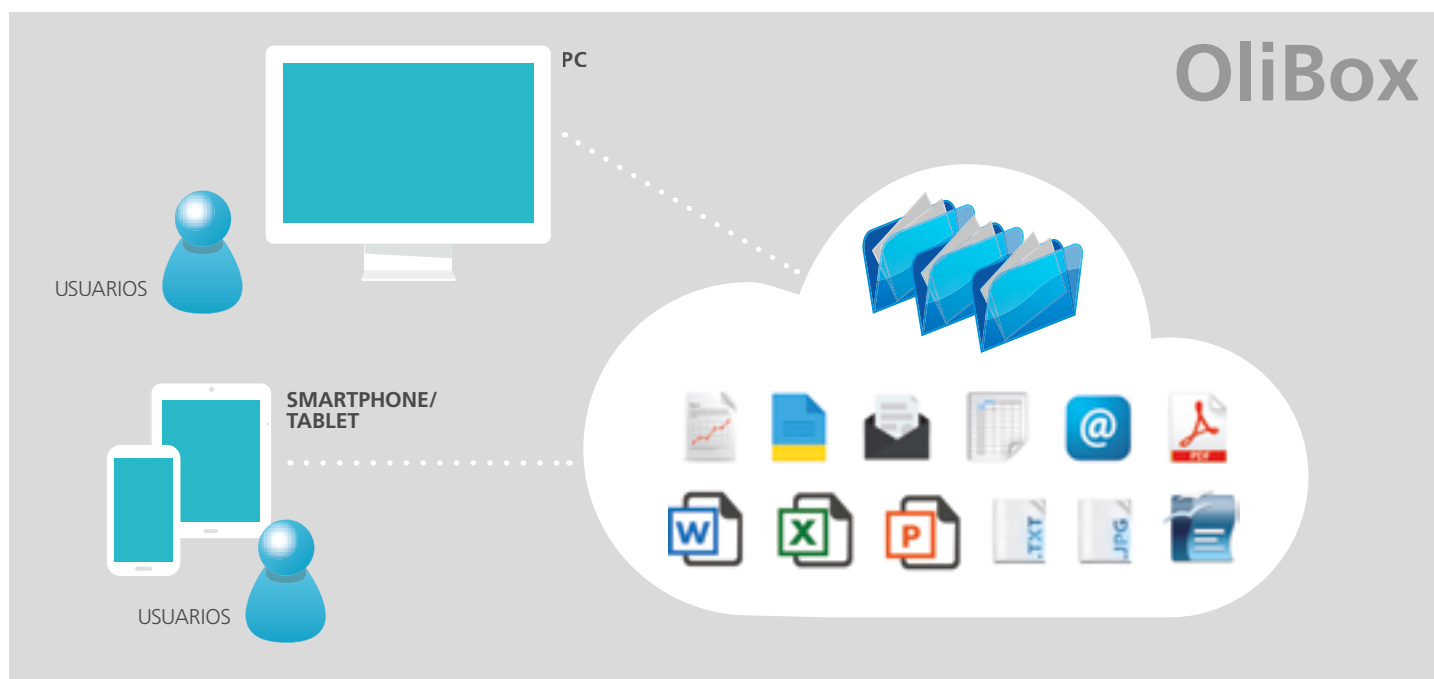 OliBox
PC
USUARIOS
SMARTPHONE/
TABLET
USUARIOS
@
PDF
W
X
P
.TXT
.JPG